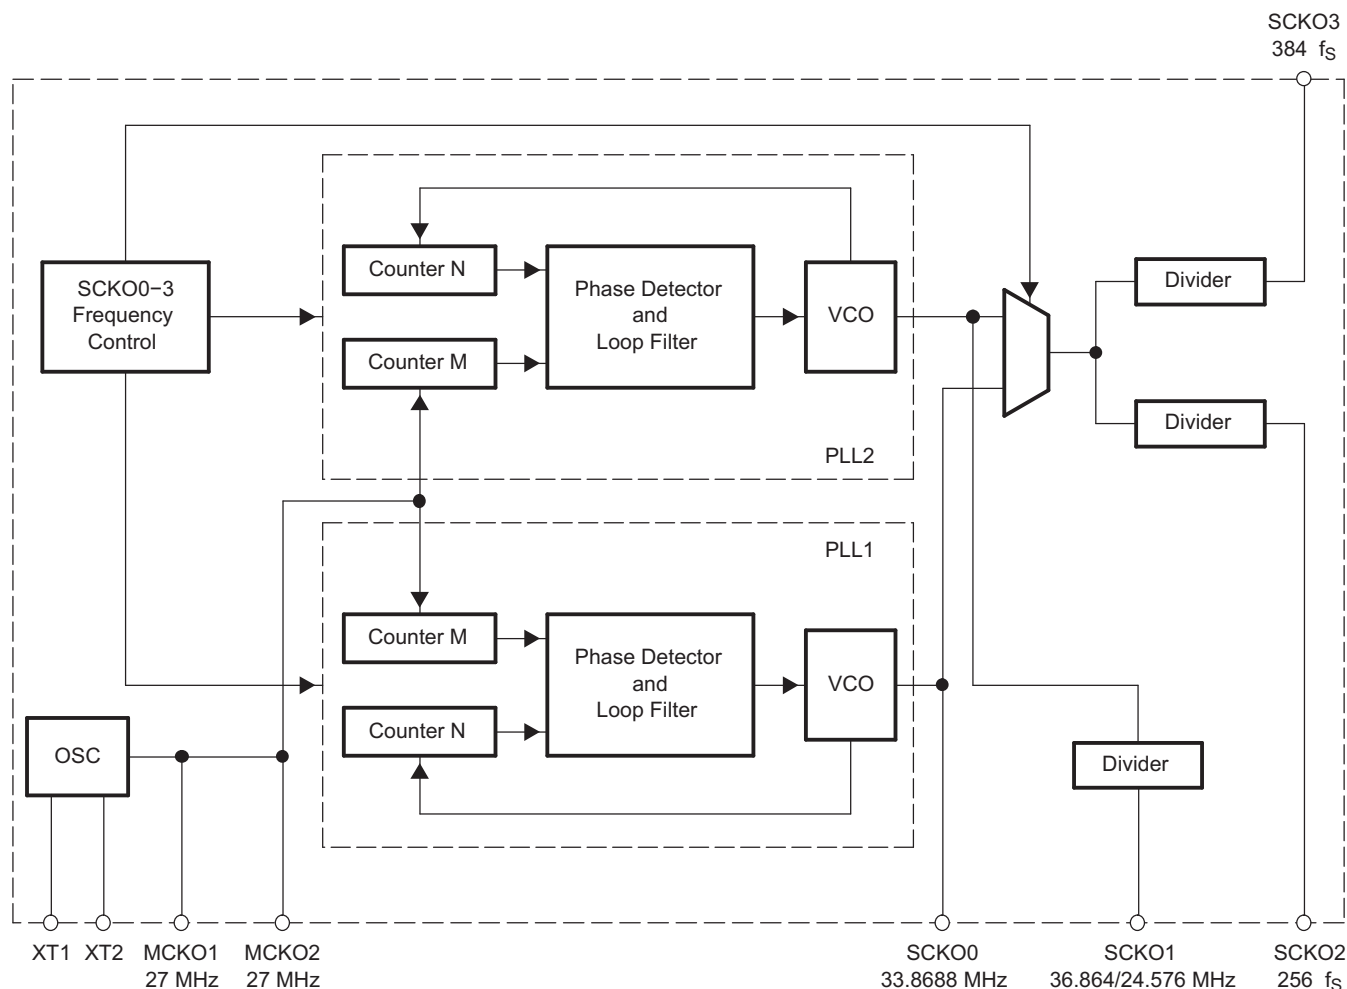 SCKO3
384 fS
SCKO0−3
Frequency
Control
Counter N
Counter M
Phase Detector
and
Loop Filter
VCO
Divider
Divider
PLL2
PLL1
Counter M
Counter N
Phase Detector
and
Loop Filter
VCO
OSC
Divider
XT1
XT2
MCKO1
27 MHz
MCKO2
27 MHz
SCKO0
33.8688 MHz
SCKO1
36.864/24.576 MHz
SCKO2
256 fS